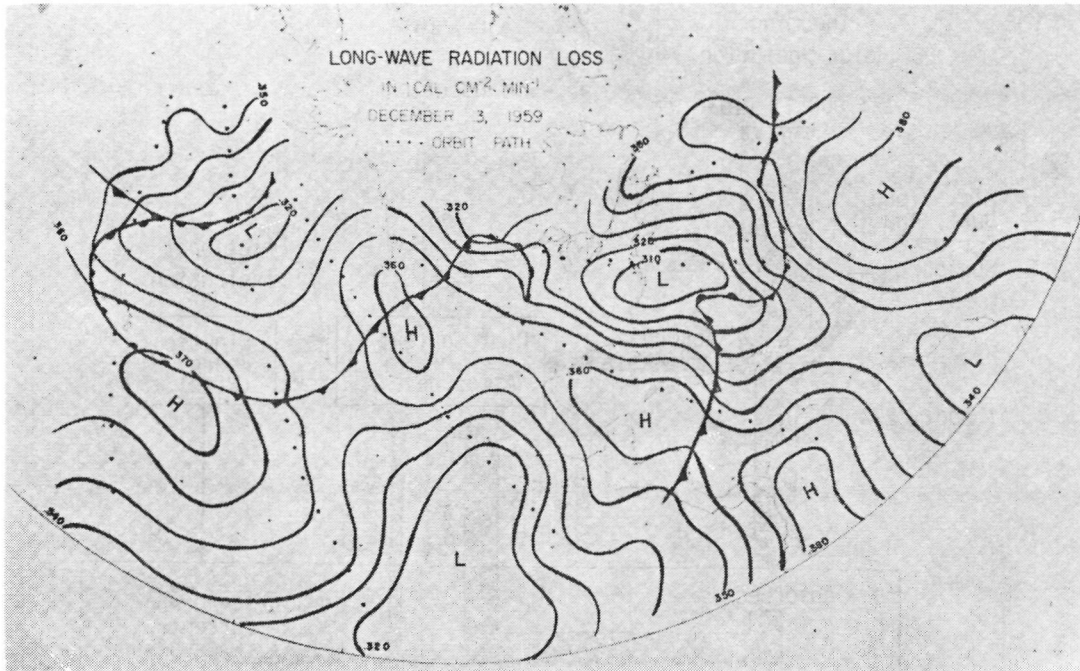 LONG-WAVE RADIATION LOSS
IN CAL CM⁻² MIN⁻¹
DECEMBER 3, 1959
.... ORBIT PATH
.350
.380
.360
.320
.320
L
H
.360
.320
.310
L
.360
H
.370
H
.360
H
L
.340
H
.340
L
.380
.350
.320